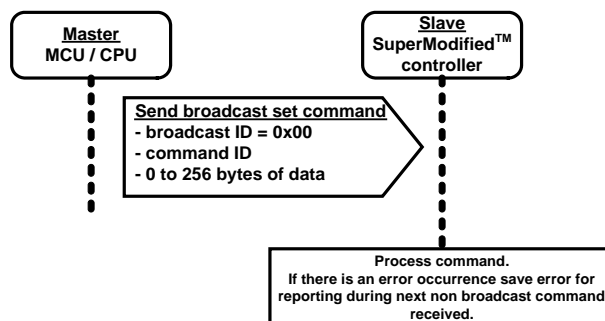 Master
MCU / CPU
Slave
SuperModified™
controller
Send broadcast set command
- broadcast ID = 0x00
- command ID
- 0 to 256 bytes of data
Process command.
If there is an error occurrence save error for
reporting during next non broadcast command
received.